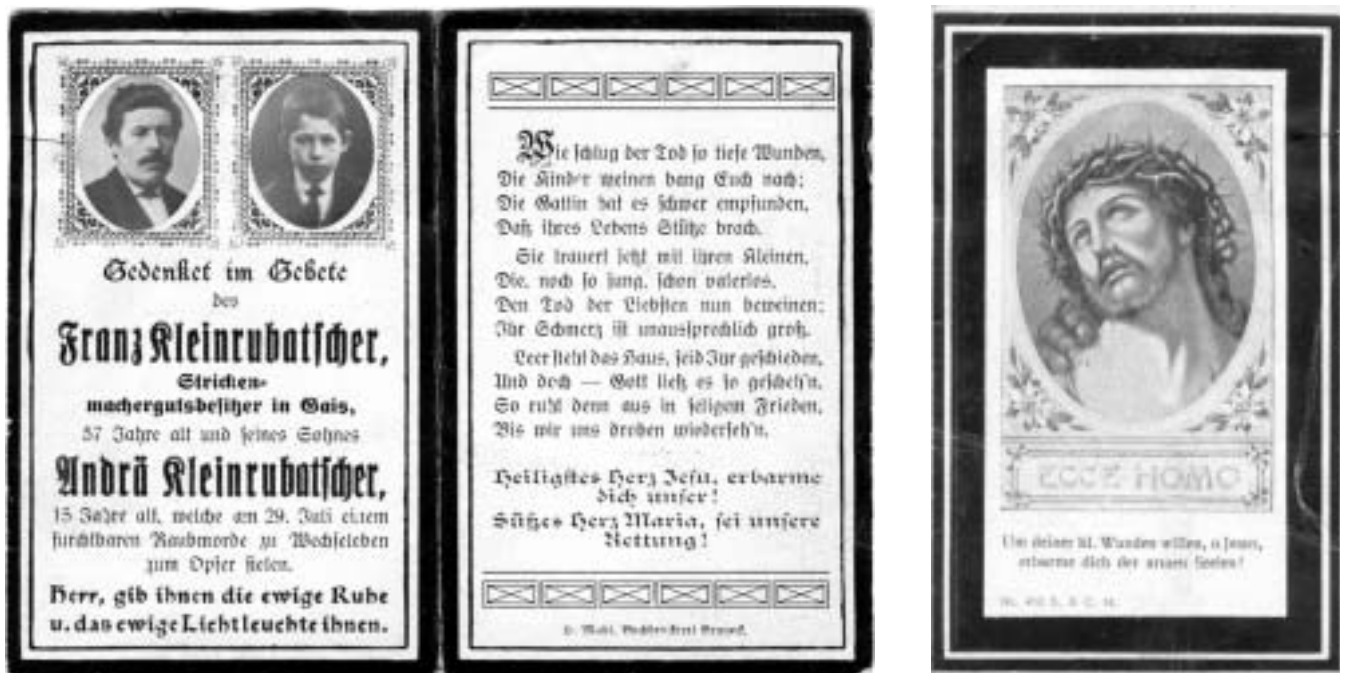 Gedenket im Gebete
des
Franz Kleinrubatscher,
Stricken-
machergutsbesitzer in Gais,
57 Jahre alt und seines Sohnes
Andrä Kleinrubatscher,
15 Jahre alt, welche am 29. Juli einem
furchtbaren Raubmorde zu Wechseleben
zum Opfer fielen.
Herr, gib ihnen die ewige Ruhe
u. das ewige Licht leuchte ihnen.
Wie schlug der Tod so tiefe Wunden,
Die Kinder weinen bang Euch nach;
Die Gattin hat es schwer empfunden,
Daß ihres Lebens Stütze brach.
Sie trauert jetzt mit ihren Kleinen,
Die, noch so jung, schon vaterlos,
Den Tod der Liebsten nun beweinen;
Ihr Schmerz ist unaussprechlich groß.
Leer steht das Haus, seid Ihr geschieden,
Und doch — Gott ließ es so gescheh'n.
So ruht denn aus in seligem Frieden,
Bis wir uns droben wiederseh'n.
Heiligstes Herz Jesu, erbarme
dich unser!
Süßes Herz Maria, sei unsere
Rettung!
Buchdruckerei Bruneck.
ECCE HOMO
Um deiner hl. Wunden willen, o Jesus,
erbarme dich der armen Seelen!